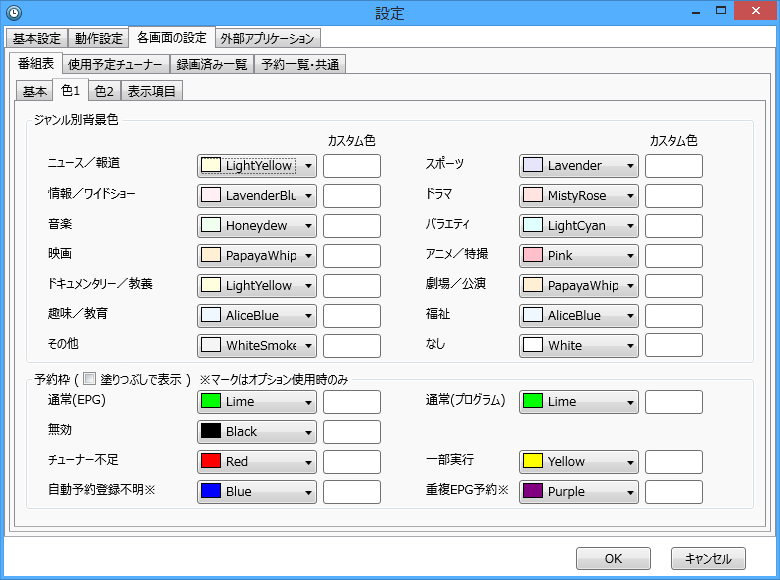 設定
基本設定 動作設定 各画面の設定 外部アプリケーション
番組表 使用予定チューナー 録画済み一覧 予約一覧・共通
基本 色1 色2 表示項目
ジャンル別背景色
カスタム色 カスタム色
ニュース／報道 LightYellow スポーツ Lavender
情報／ワイドショー LavenderBlu ドラマ MistyRose
音楽 Honeydew バラエティ LightCyan
映画 PapayaWhip アニメ／特撮 Pink
ドキュメンタリー／教養 LightYellow 劇場／公演 PapayaWhip
趣味／教育 AliceBlue 福祉 AliceBlue
その他 WhiteSmoke なし White
予約枠 ( 塗りつぶしで表示 ) ※マークはオプション使用時のみ
通常(EPG) Lime 通常(プログラム) Lime
無効 Black
チューナー不足 Red 一部実行 Yellow
自動予約登録不明※ Blue 重複EPG予約※ Purple
OK キャンセル